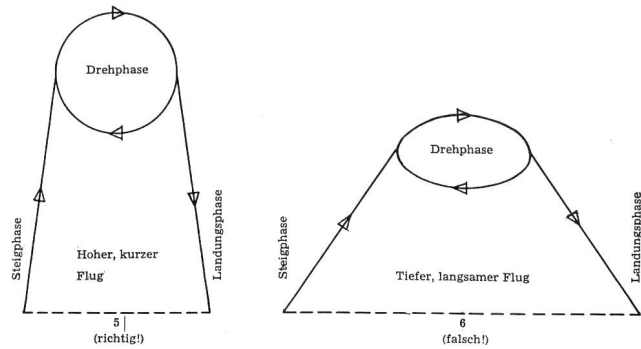 Drehphase
Steigphase
Hoher, kurzer
Flug
Landungsphase
5
(richtig!)
Drehphase
Steigphase
Tiefer, langsamer Flug
Landungsphase
6
(falsch!)